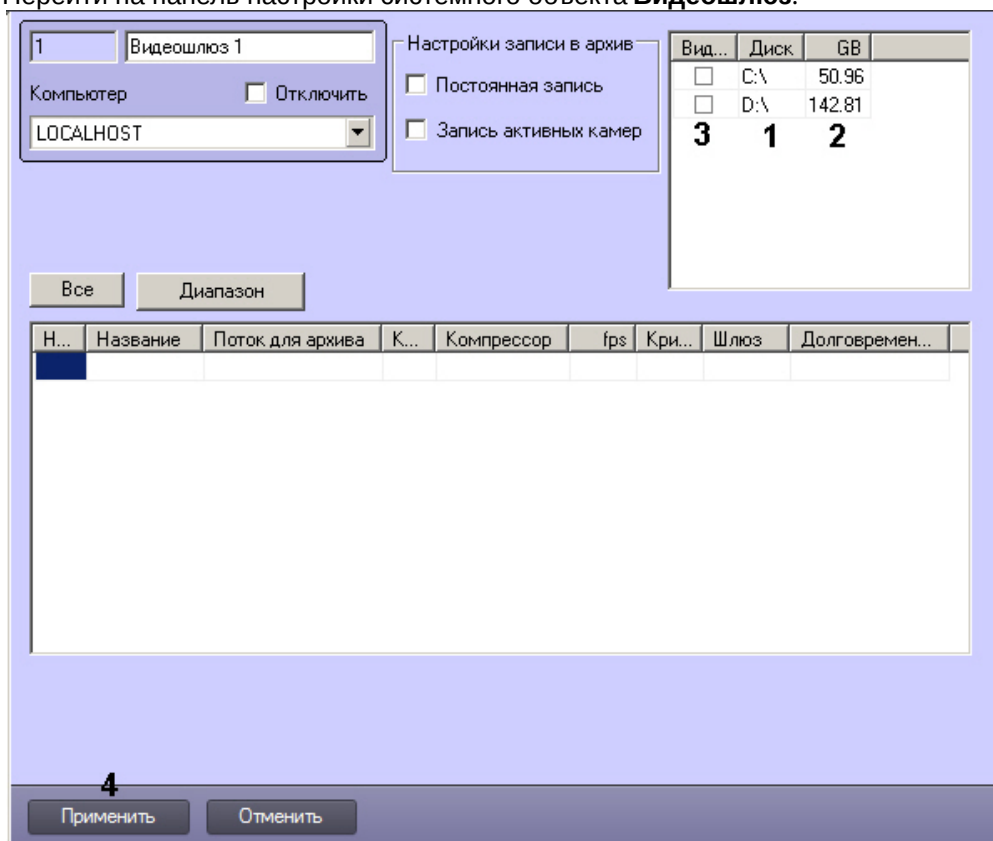 Перейти на панель настройки системного объекта Видеошлюз.
1 Видеошлюз 1
Компьютер Отключить
LOCALHOST
Настройки записи в архив
Постоянная запись
Запись активных камер
Вид... Диск GB
C:\ 50.96
D:\ 142.81
3 1 2
Все Диапазон
Н... Название Поток для архива К... Компрессор fps Кри... Шлюз Долговремен...
4
Применить Отменить